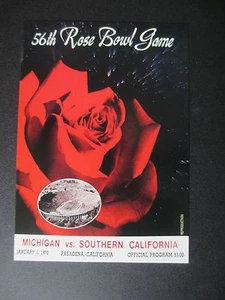 56th Rose Bowl Game
MICHIGAN vs. SOUTHERN CALIFORNIA
JANUARY 1, 1970 PASADENA, CALIFORNIA OFFICIAL PROGRAM $1.00